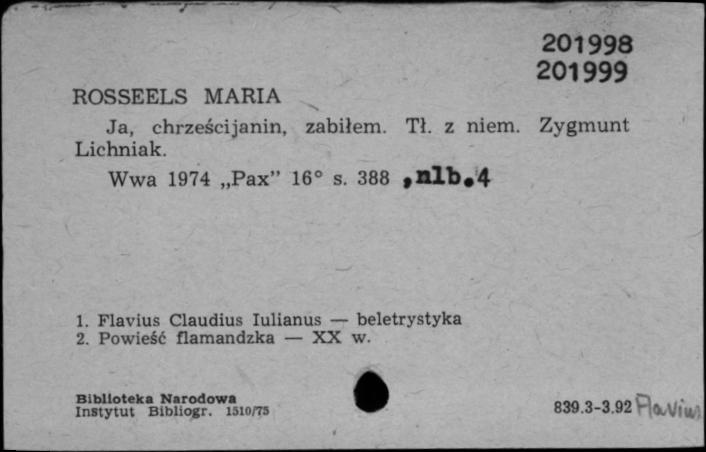 201998
201999
ROSSEELS MARIA
Ja, chrześcijanin, zabiłem. Tł. z niem. Zygmunt
Lichniak.
Wwa 1974 „Pax” 16° s. 388 ,nlb.4
1. Flavius Claudius Iulianus — beletrystyka
2. Powieść flamandzka — XX w.
Biblioteka Narodowa
Instytut Bibliogr. 1510/75
839.3-3.92 Flavius